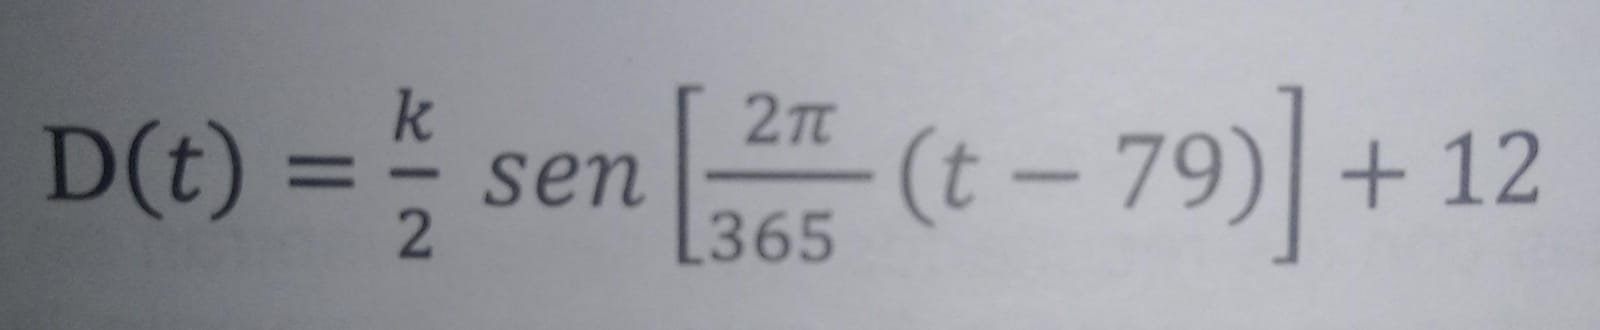 D(t) = k/2 sen [2π/365 (t − 79)] + 12